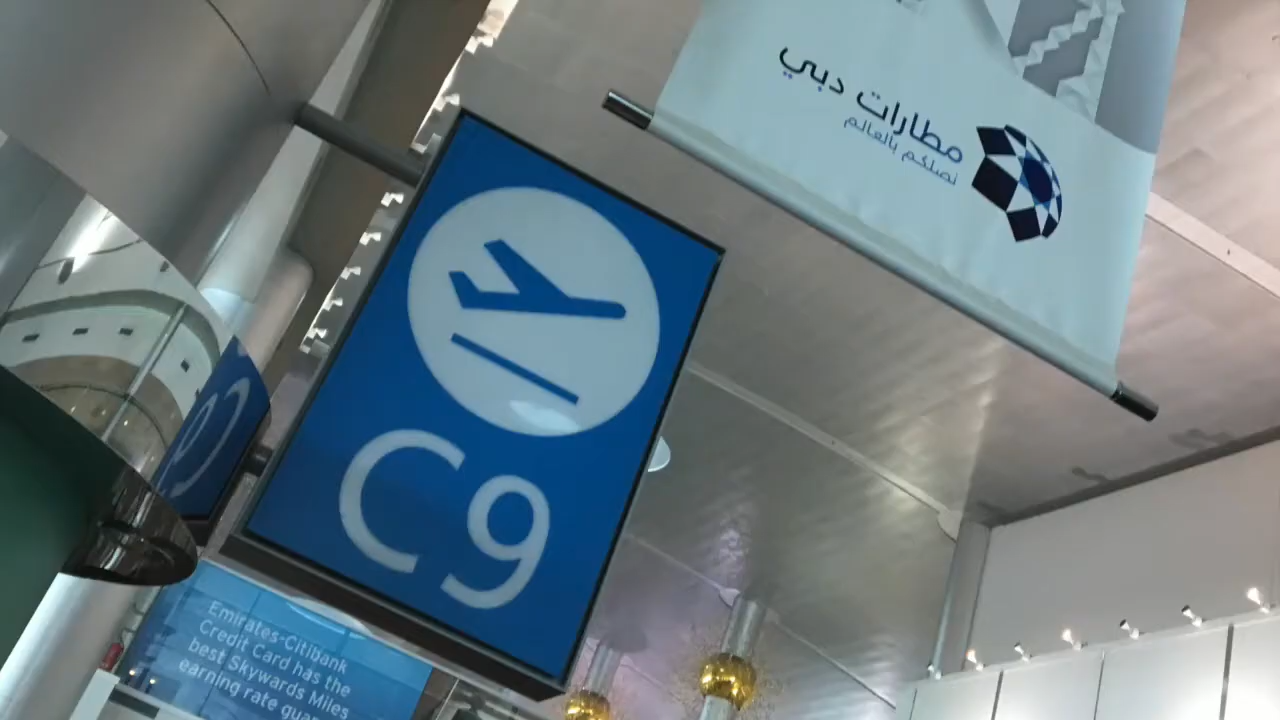 مطارات دبي
نصلكم بالعالم
C9
Emirates-Citibank
Credit Card has the
best Skywards Miles
earning rate